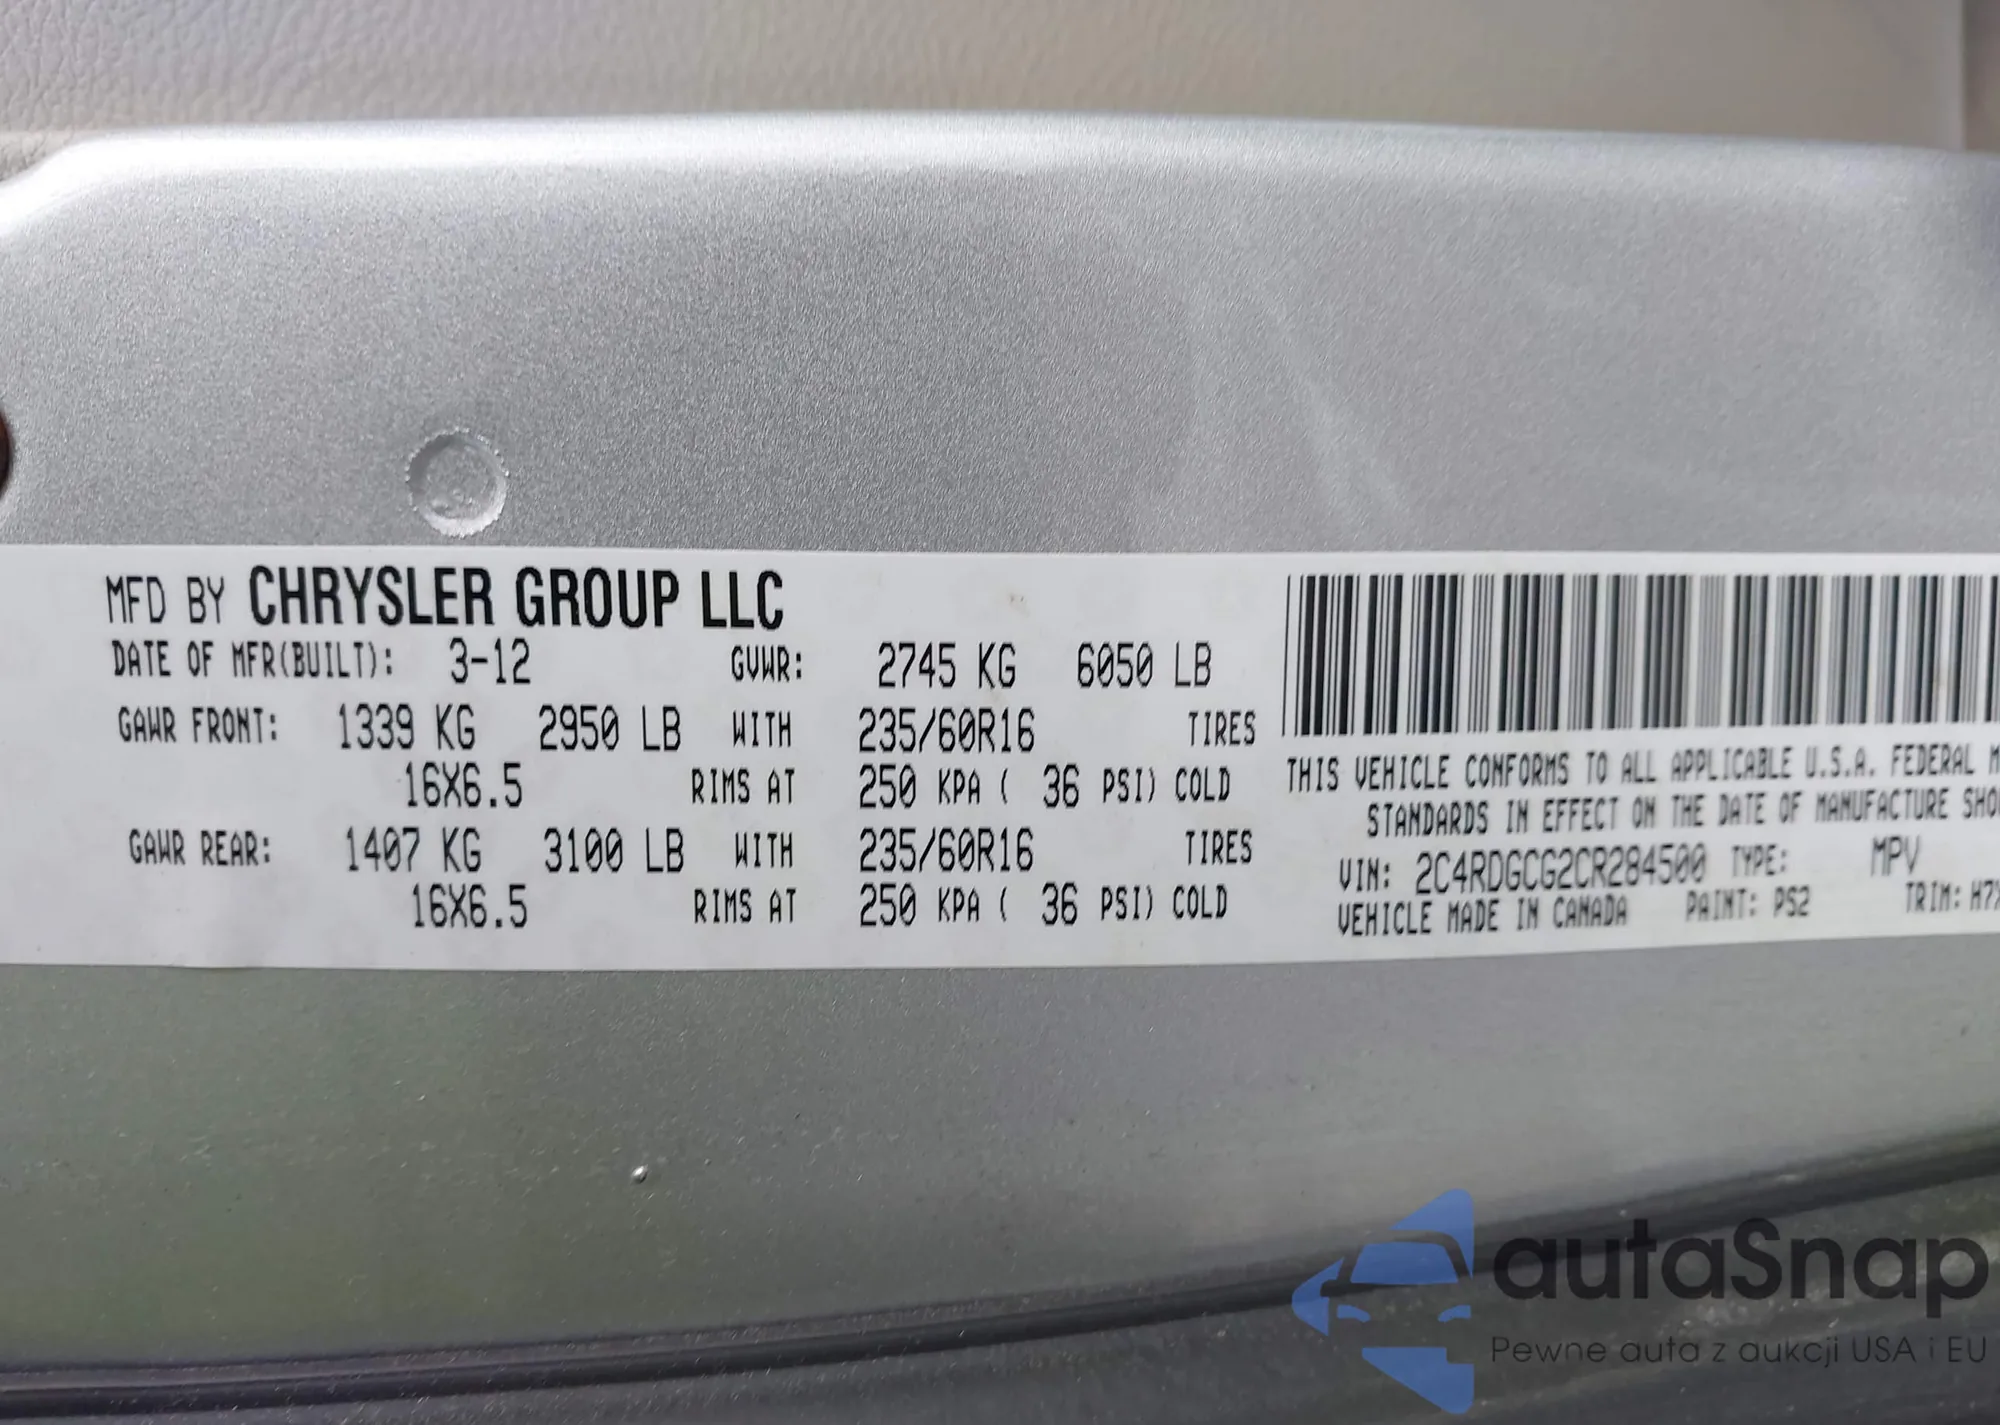 MFD BY CHRYSLER GROUP LLC
DATE OF MFR(BUILT): 3-12 GVWR: 2745 KG 6050 LB
GAWR FRONT: 1339 KG 2950 LB WITH 235/60R16 TIRES
16X6.5 RIMS AT 250 KPA ( 36 PSI) COLD
GAWR REAR: 1407 KG 3100 LB WITH 235/60R16 TIRES
16X6.5 RIMS AT 250 KPA ( 36 PSI) COLD
THIS VEHICLE CONFORMS TO ALL APPLICABLE U.S.A. FEDERAL M
STANDARDS IN EFFECT ON THE DATE OF MANUFACTURE SHO
VIN: 2C4RDGCG2CR284500 TYPE: MPV
VEHICLE MADE IN CANADA PAINT: PS2 TRIM: H7X
autaSnap
Pewne auta z aukcji USA i EU